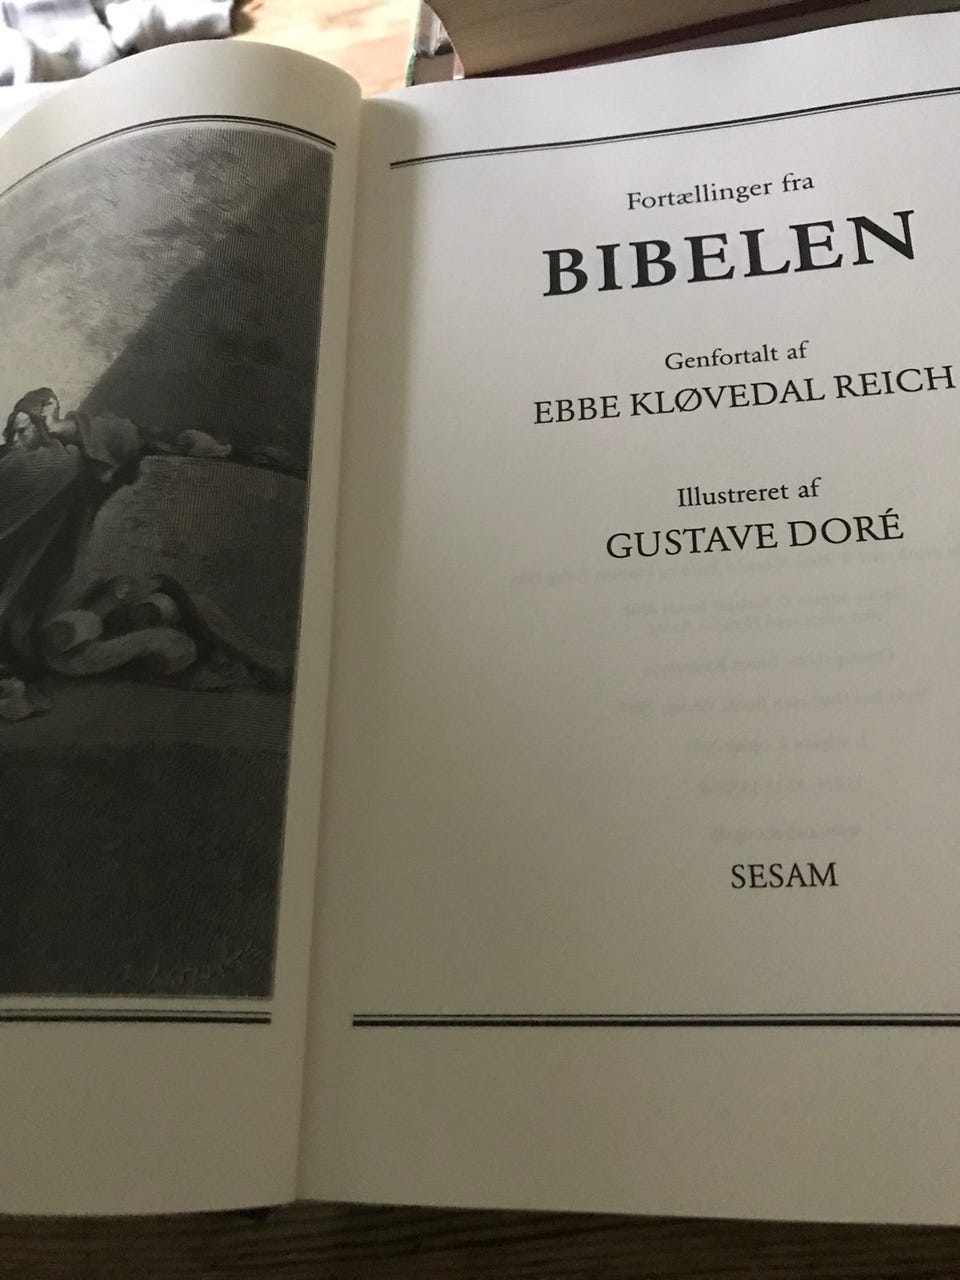 Fortællinger fra
BIBELEN
Genfortalt af
EBBE KLØVEDAL REICH
Illustreret af
GUSTAVE DORÉ
SESAM